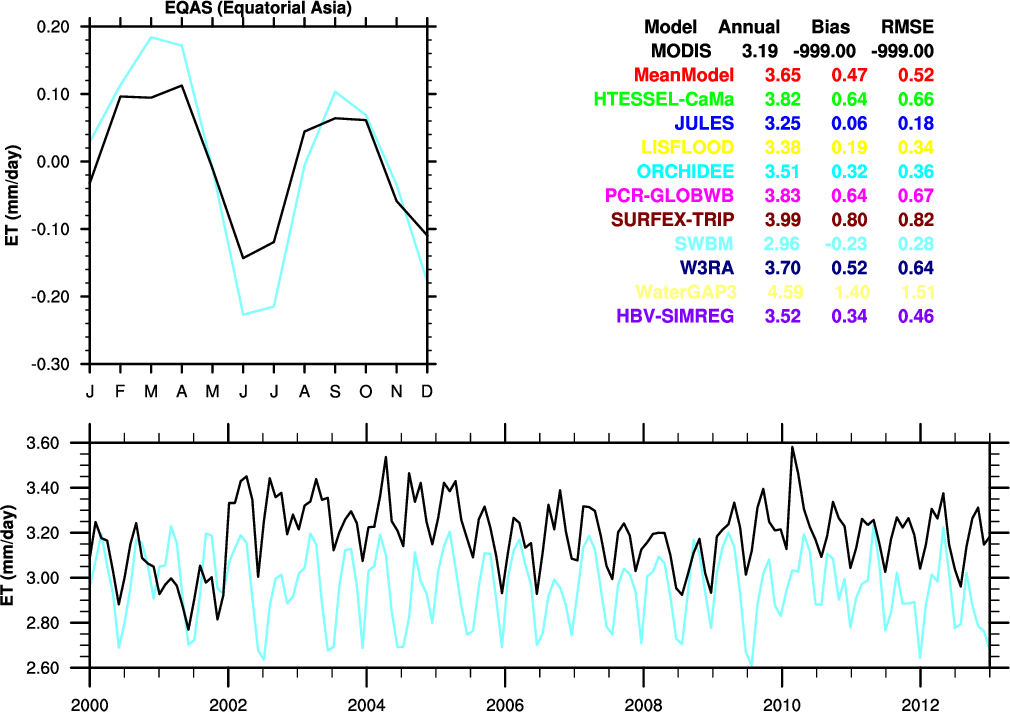 EQAS (Equatorial Asia)
0.20
0.10
0.00
-0.10
-0.20
-0.30
ET (mm/day)
J F M A M J J A S O N D
Model Annual Bias RMSE
MODIS 3.19 -999.00 -999.00
MeanModel 3.65 0.47 0.52
HTESSEL-CaMa 3.82 0.64 0.66
JULES 3.25 0.06 0.18
LISFLOOD 3.38 0.19 0.34
ORCHIDEE 3.51 0.32 0.36
PCR-GLOBWB 3.83 0.64 0.67
SURFEX-TRIP 3.99 0.80 0.82
SWBM 2.96 -0.23 0.28
W3RA 3.70 0.52 0.64
WaterGAP3 4.59 1.40 1.51
HBV-SIMREG 3.52 0.34 0.46
3.60
3.40
3.20
3.00
2.80
2.60
ET (mm/day)
2000 2002 2004 2006 2008 2010 2012